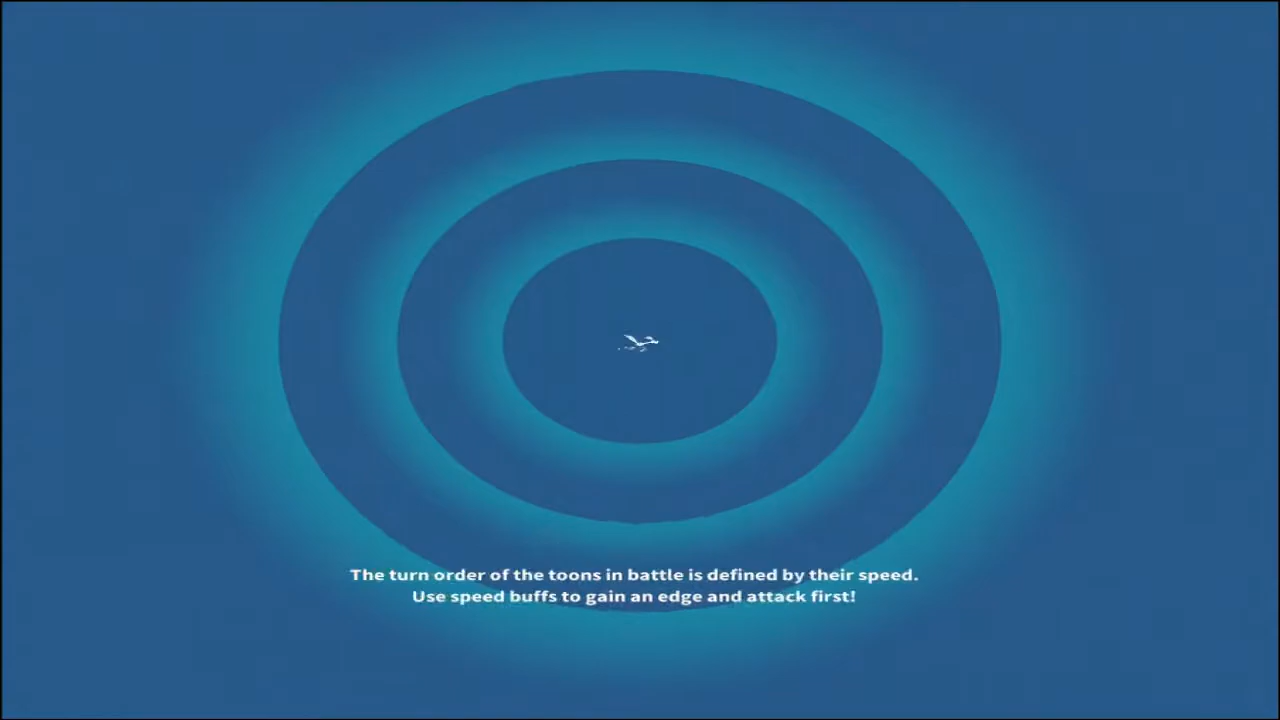 The turn order of the toons in battle is defined by their speed.
Use speed buffs to gain an edge and attack first!